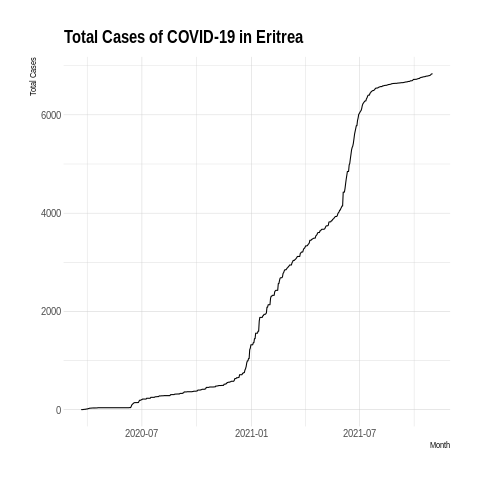 Total Cases of COVID-19 in Eritrea
Total Cases
6000
4000
2000
0
2020-07
2021-01
2021-07
Month